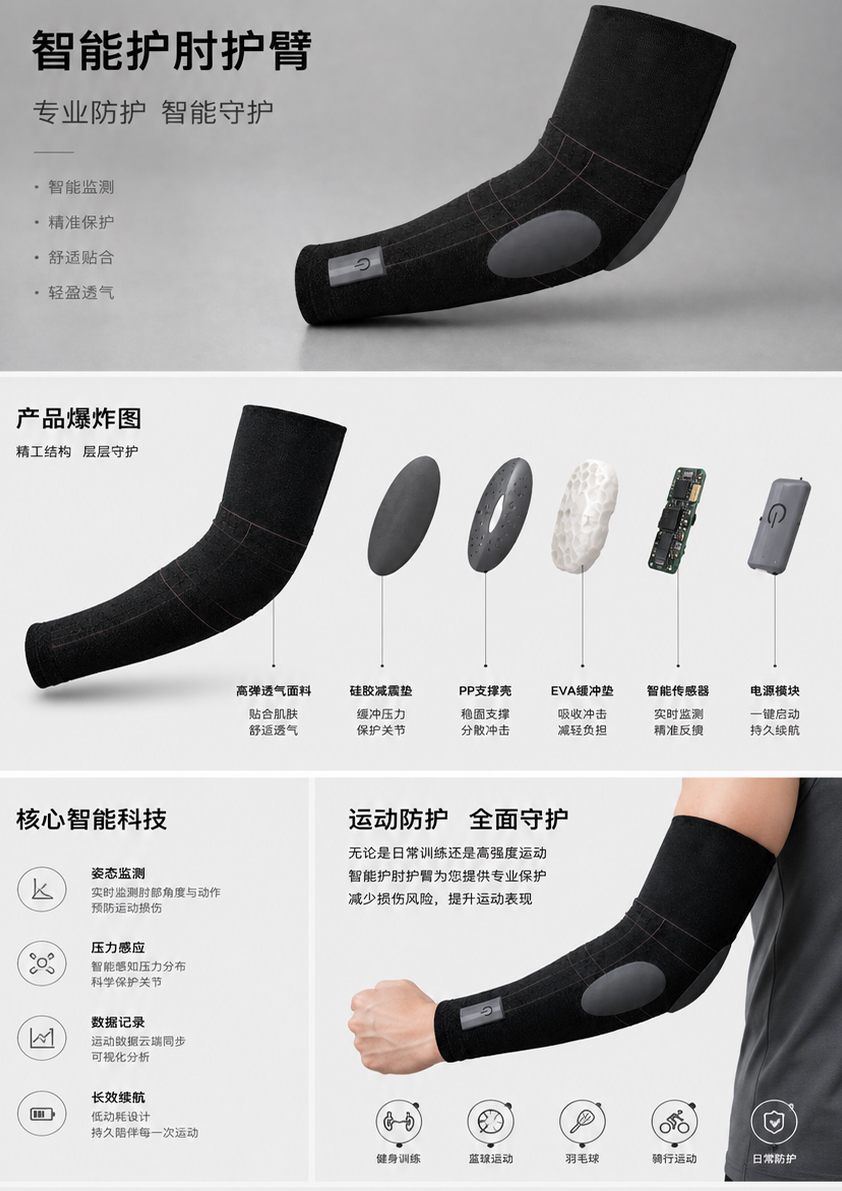 智能护肘护臂
专业防护 智能守护
• 智能监测
• 精准保护
• 舒适贴合
• 轻盈透气
产品爆炸图
精工结构 层层守护
高弹透气面料
贴合肌肤
舒适透气
硅胶减震垫
缓冲压力
保护关节
PP支撑壳
稳固支撑
分散冲击
EVA缓冲垫
吸收冲击
减轻负担
智能传感器
实时监测
精准反馈
电源模块
一键启动
持久续航
核心智能科技
姿态监测
实时监测肘部角度与动作
预防运动损伤
压力感应
智能感知压力分布
科学保护关节
数据记录
运动数据云端同步
可视化分析
长效续航
低动耗设计
持久陪伴每一次运动
运动防护 全面守护
无论是日常训练还是高强度运动
智能护肘护臂为您提供专业保护
减少损伤风险，提升运动表现
健身训练
篮球运动
羽毛球
骑行运动
日常防护